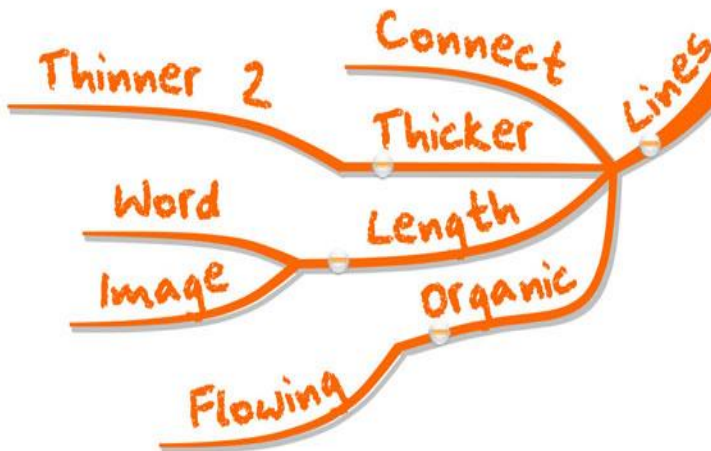 Connect
Lines
Thinner 2
Thicker
Word
Length
Image
Organic
Flowing